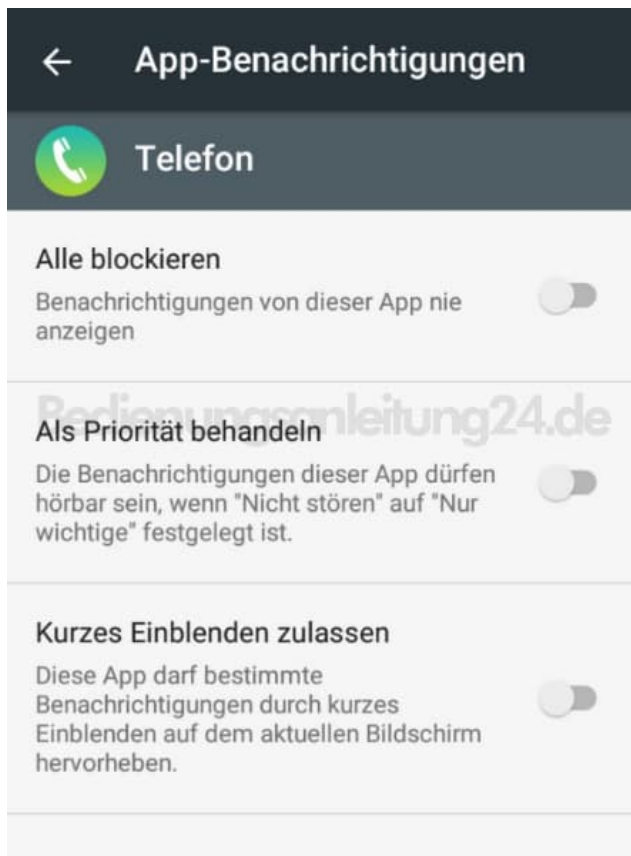 App-Benachrichtigungen
Telefon
Alle blockieren
Benachrichtigungen von dieser App nie
anzeigen
Bedienungsanleitung24.de
Als Priorität behandeln
Die Benachrichtigungen dieser App dürfen
hörbar sein, wenn "Nicht stören" auf "Nur
wichtige" festgelegt ist.
Kurzes Einblenden zulassen
Diese App darf bestimmte
Benachrichtigungen durch kurzes
Einblenden auf dem aktuellen Bildschirm
hervorheben.